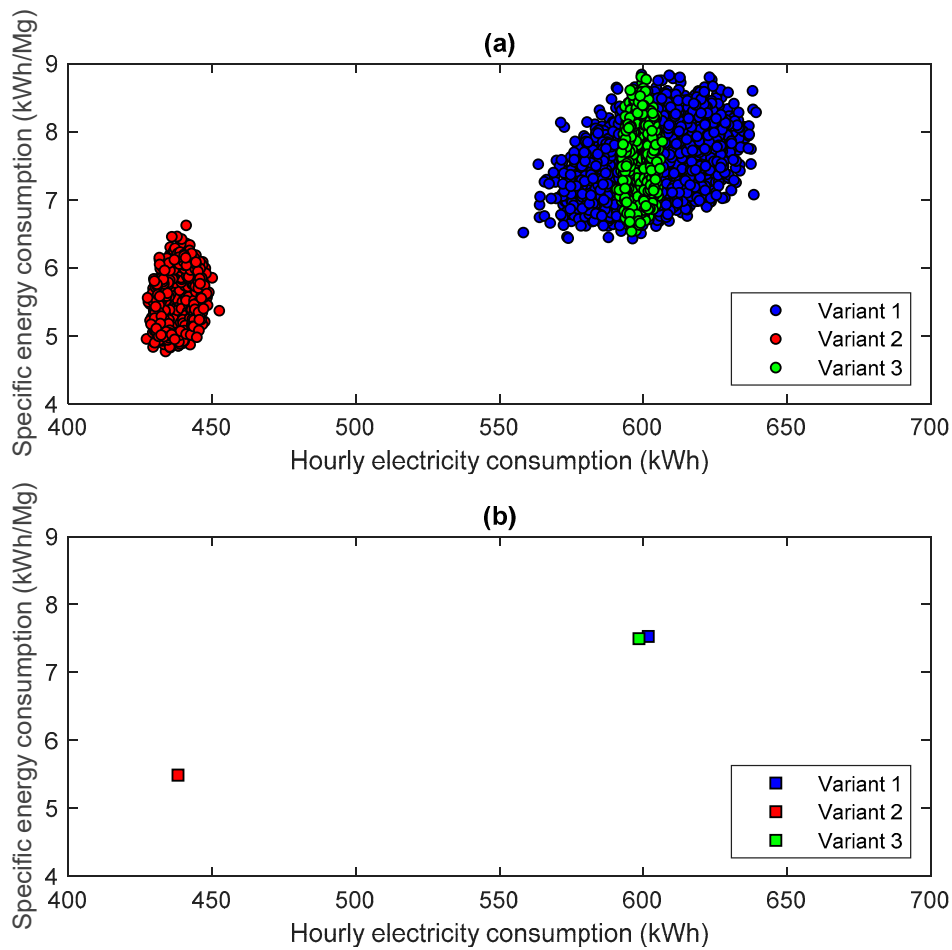 (a)
Specific energy consumption (kWh/Mg)
9
8
7
6
5
4
400 450 500 550 600 650 700
Hourly electricity consumption (kWh)
Variant 1
Variant 2
Variant 3
(b)
Specific energy consumption (kWh/Mg)
9
8
7
6
5
4
400 450 500 550 600 650 700
Hourly electricity consumption (kWh)
Variant 1
Variant 2
Variant 3